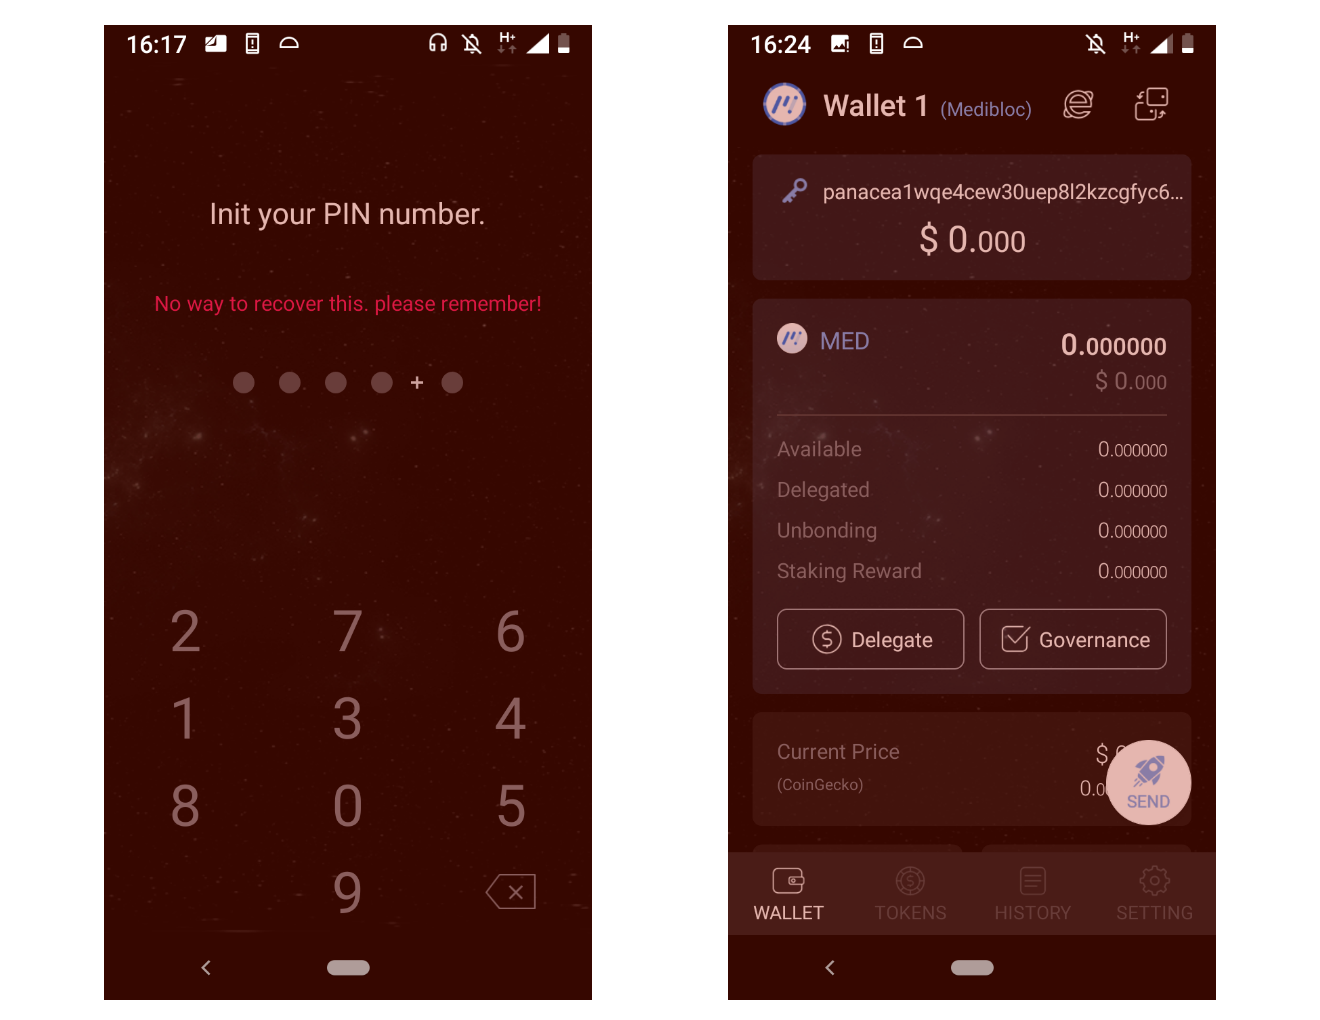 16:17
H+
Init your PIN number.
No way to recover this. please remember!
+
2 7 6
1 3 4
8 0 5
9
16:24
H+
Wallet 1 (Medibloc)
panacea1wqe4cew30uep8l2kzcgfyc6...
$ 0.000
MED 0.000000
$ 0.000
Available 0.000000
Delegated 0.000000
Unbonding 0.000000
Staking Reward 0.000000
Delegate Governance
Current Price $
(CoinGecko) 0.0
SEND
WALLET TOKENS HISTORY SETTING